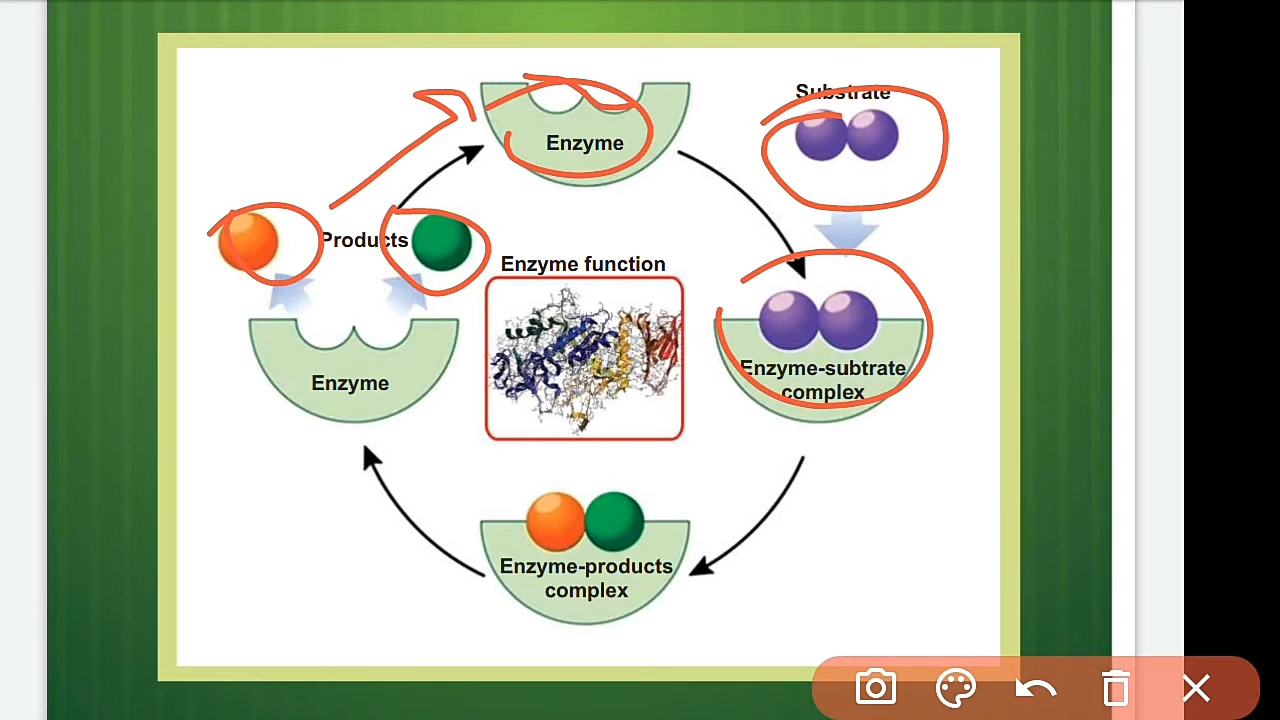 Substrate
Enzyme
Products
Enzyme function
Enzyme
Enzyme-subtrate
complex
Enzyme-products
complex